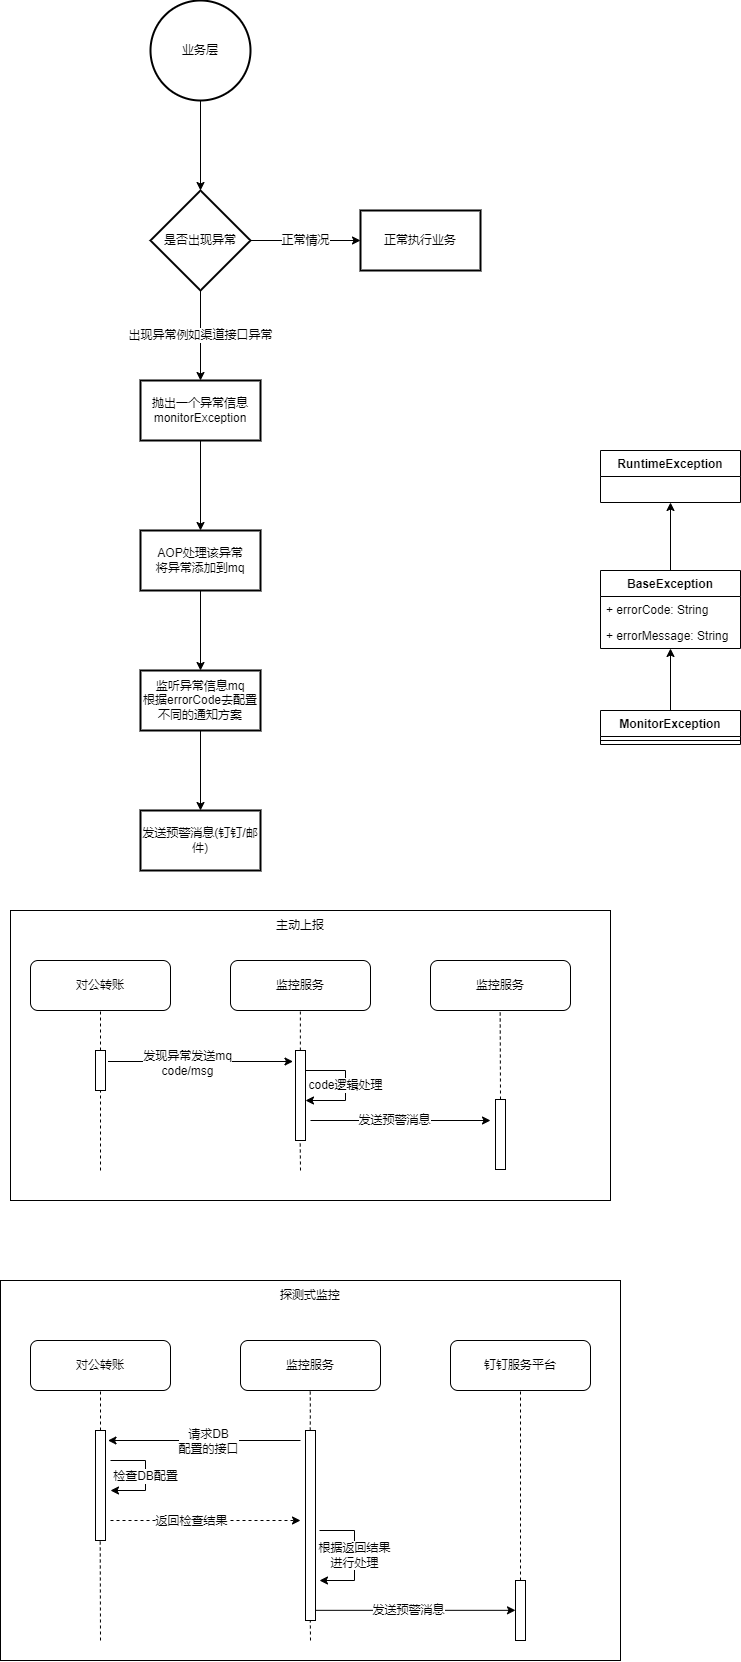 业务层
是否出现异常
正常情况
正常执行业务
出现异常例如渠道接口异常
抛出一个异常信息
monitorException
AOP处理该异常
将异常添加到mq
监听异常信息mq
根据errorCode去配置
不同的通知方案
发送预警消息(钉钉/邮
件)
RuntimeException
BaseException
+ errorCode: String
+ errorMessage: String
MonitorException
主动上报
对公转账
监控服务
监控服务
发现异常发送mq
code/msg
code逻辑处理
发送预警消息
探测式监控
对公转账
监控服务
钉钉服务平台
请求DB
配置的接口
检查DB配置
返回检查结果
根据返回结果
进行处理
发送预警消息